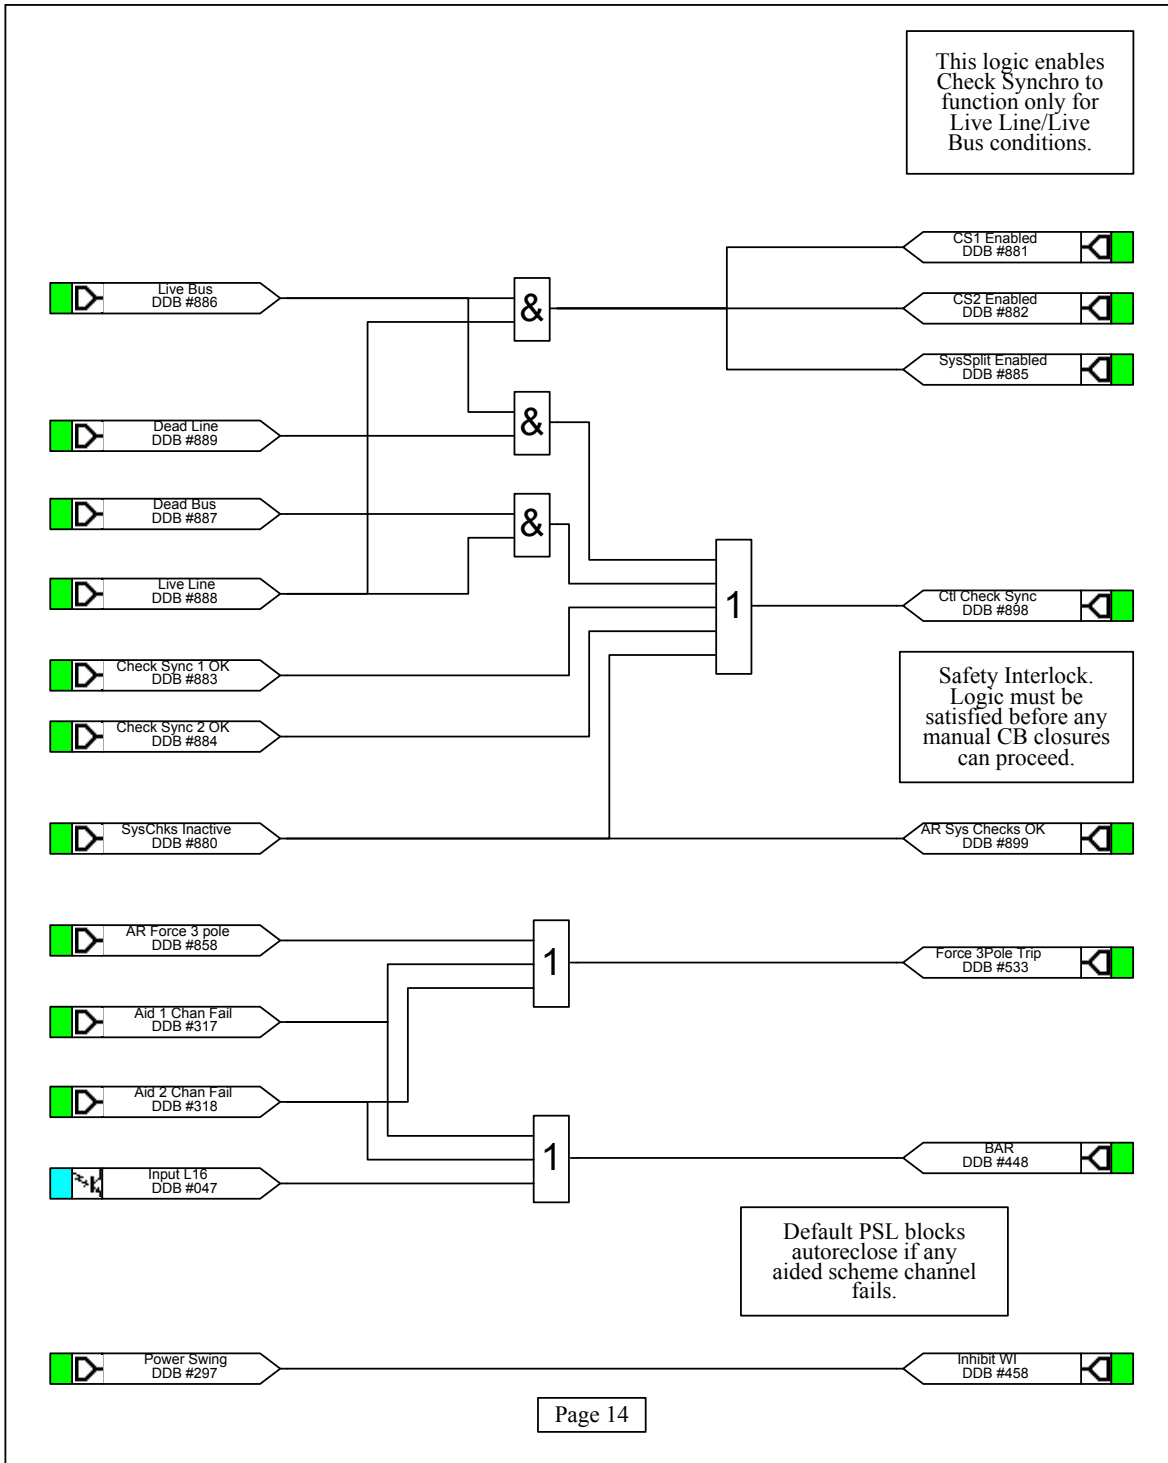 This logic enables
Check Synchro to
function only for
Live Line/Live
Bus conditions.
CS1 Enabled
DDB #881
Live Bus
DDB #886
&
CS2 Enabled
DDB #882
SysSplit Enabled
DDB #885
Dead Line
DDB #889
&
Dead Bus
DDB #887
&
Live Line
DDB #888
1
Ctl Check Sync
DDB #898
Check Sync 1 OK
DDB #883
Check Sync 2 OK
DDB #884
Safety Interlock.
Logic must be
satisfied before any
manual CB closures
can proceed.
SysChks Inactive
DDB #880
AR Sys Checks OK
DDB #899
AR Force 3 pole
DDB #858
1
Force 3Pole Trip
DDB #533
Aid 1 Chan Fail
DDB #317
Aid 2 Chan Fail
DDB #318
1
BAR
DDB #448
Input L16
DDB #047
Default PSL blocks
autoreclose if any
aided scheme channel
fails.
Power Swing
DDB #297
Inhibit WI
DDB #458
Page 14